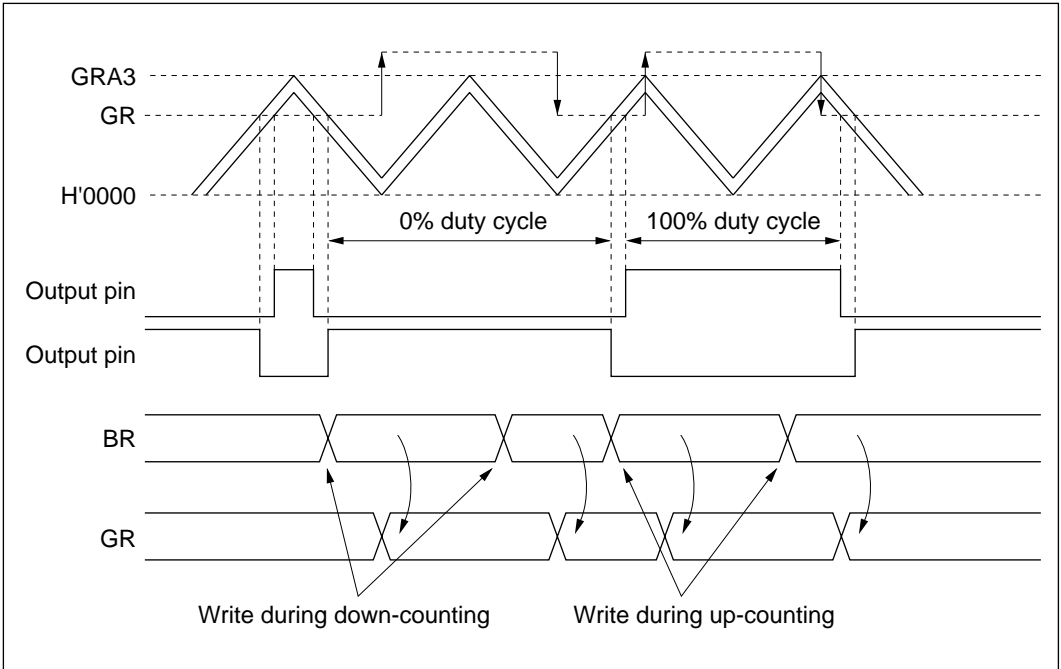 GRA3
GR
H'0000
0% duty cycle
100% duty cycle
Output pin
Output pin
BR
GR
Write during down-counting
Write during up-counting